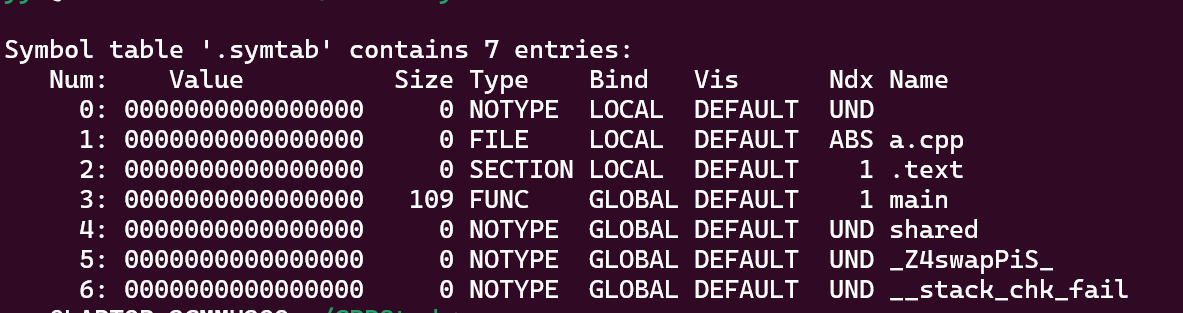 Symbol table '.symtab' contains 7 entries:
   Num:    Value          Size Type    Bind   Vis      Ndx Name
     0: 0000000000000000     0 NOTYPE  LOCAL  DEFAULT  UND
     1: 0000000000000000     0 FILE    LOCAL  DEFAULT  ABS a.cpp
     2: 0000000000000000     0 SECTION LOCAL  DEFAULT    1 .text
     3: 0000000000000000   109 FUNC    GLOBAL DEFAULT    1 main
     4: 0000000000000000     0 NOTYPE  GLOBAL DEFAULT  UND shared
     5: 0000000000000000     0 NOTYPE  GLOBAL DEFAULT  UND _Z4swapPiS_
     6: 0000000000000000     0 NOTYPE  GLOBAL DEFAULT  UND __stack_chk_fail